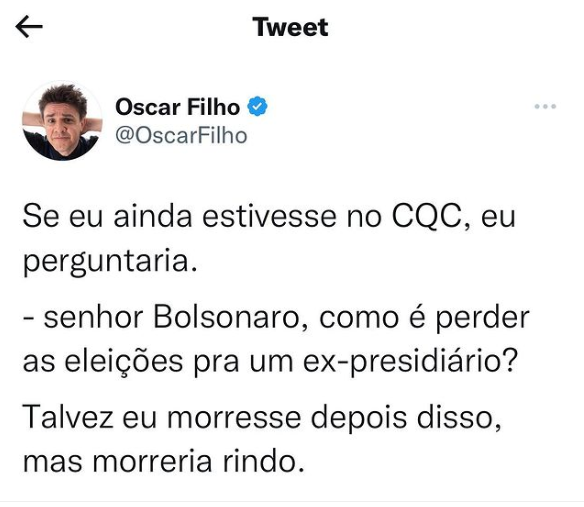 Tweet
Oscar Filho
@OscarFilho
Se eu ainda estivesse no CQC, eu
perguntaria.
- senhor Bolsonaro, como é perder
as eleições pra um ex-presidiário?
Talvez eu morresse depois disso,
mas morreria rindo.